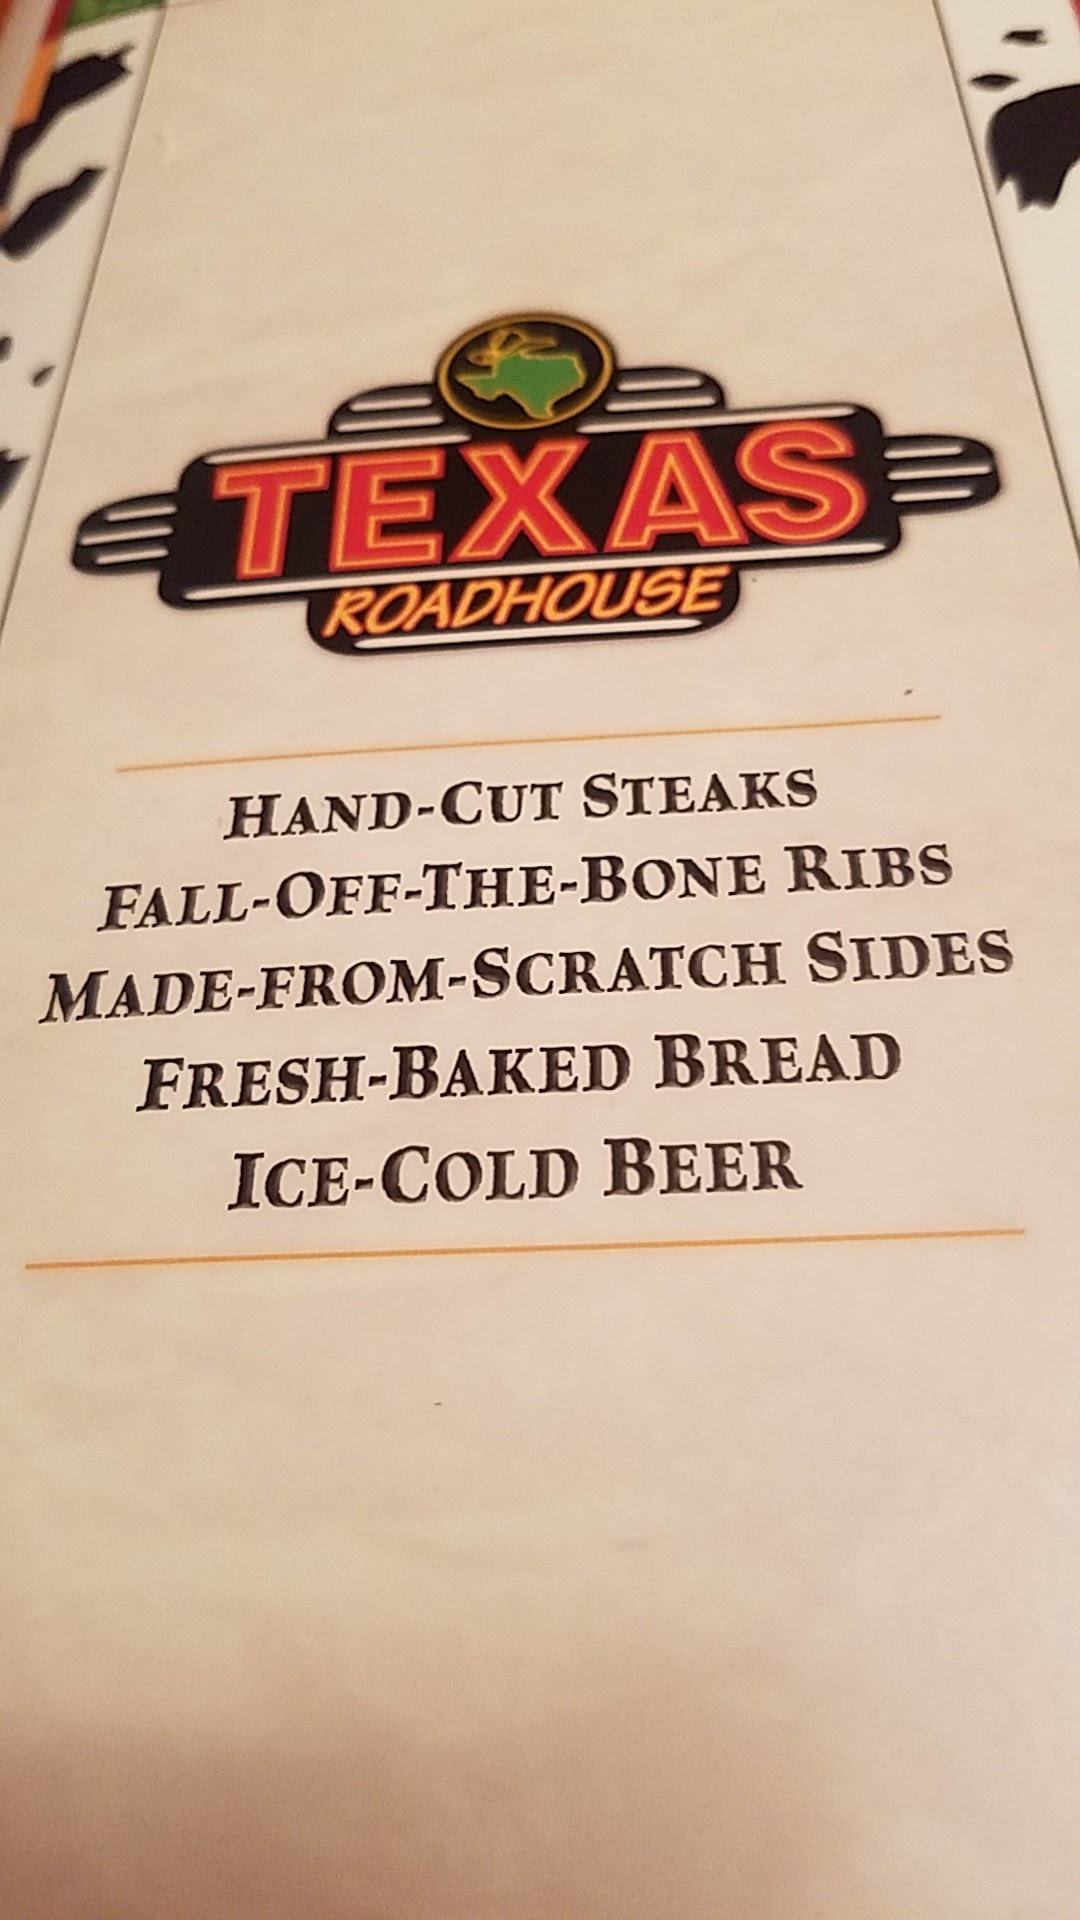 TEXAS
ROADHOUSE
HAND-CUT STEAKS
FALL-OFF-THE-BONE RIBS
MADE-FROM-SCRATCH SIDES
FRESH-BAKED BREAD
ICE-COLD BEER